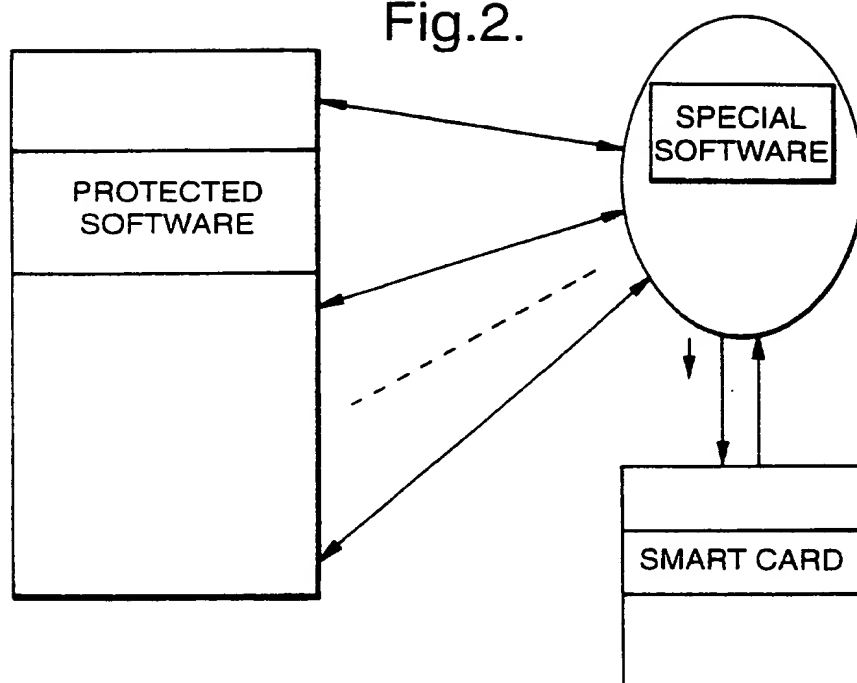 Fig.2.
PROTECTED
SOFTWARE
SPECIAL
SOFTWARE
SMART CARD